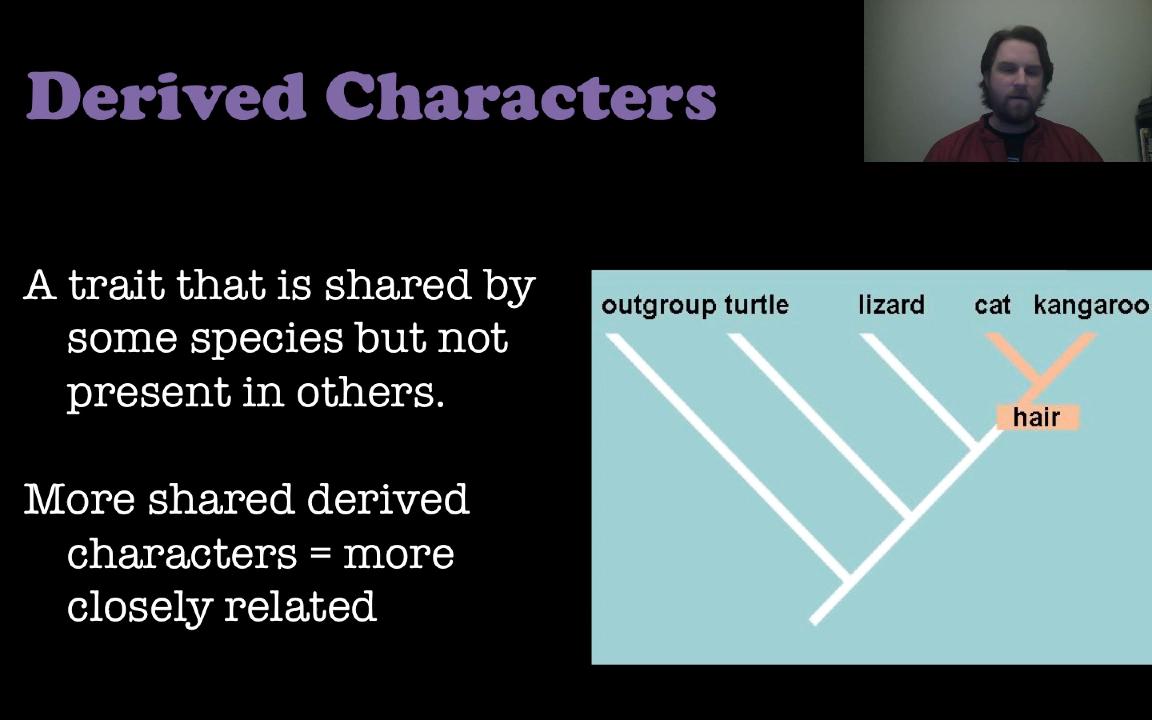 Derived Characters
A trait that is shared by
some species but not
present in others.
More shared derived
characters = more
closely related
outgroup turtle lizard cat kangaroo
hair